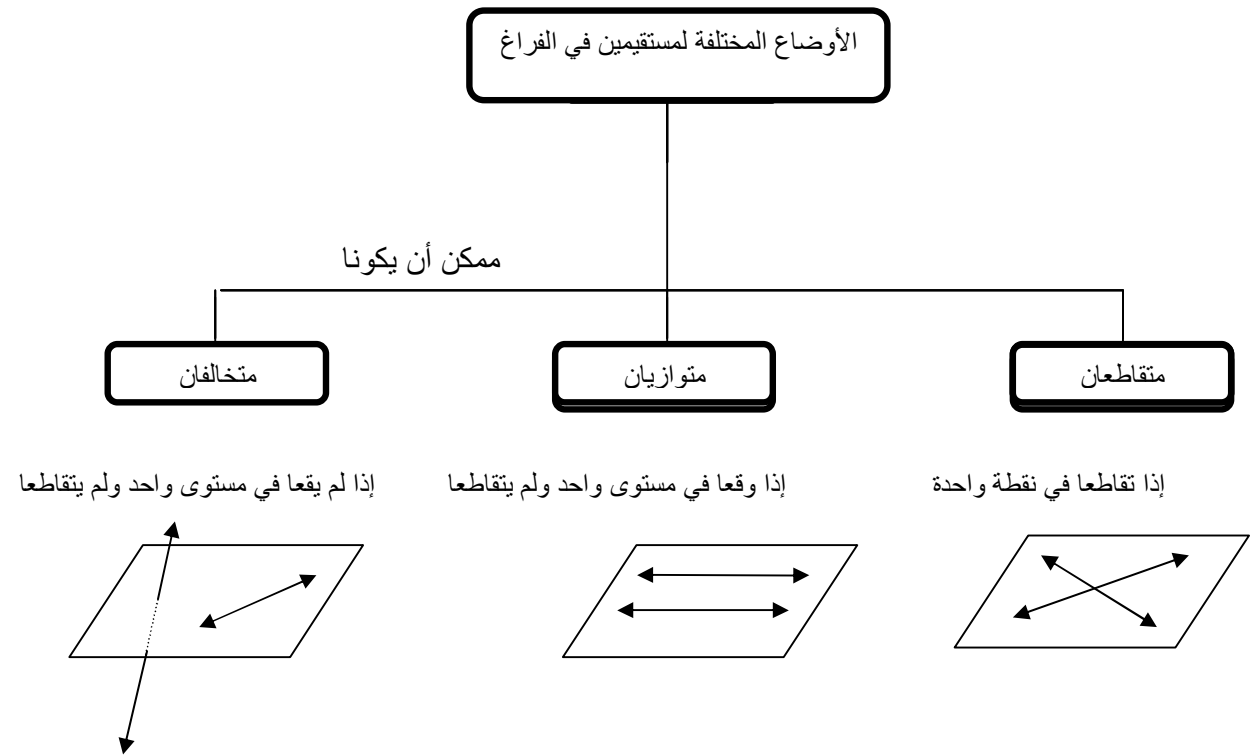 الأوضاع المختلفة لمستقيمين في الفراغ
ممكن أن يكونا
متقاطعان
متوازيان
متخالفان
إذا تقاطعا في نقطة واحدة
إذا وقعا في مستوى واحد ولم يتقاطعا
إذا لم يقعا في مستوى واحد ولم يتقاطعا